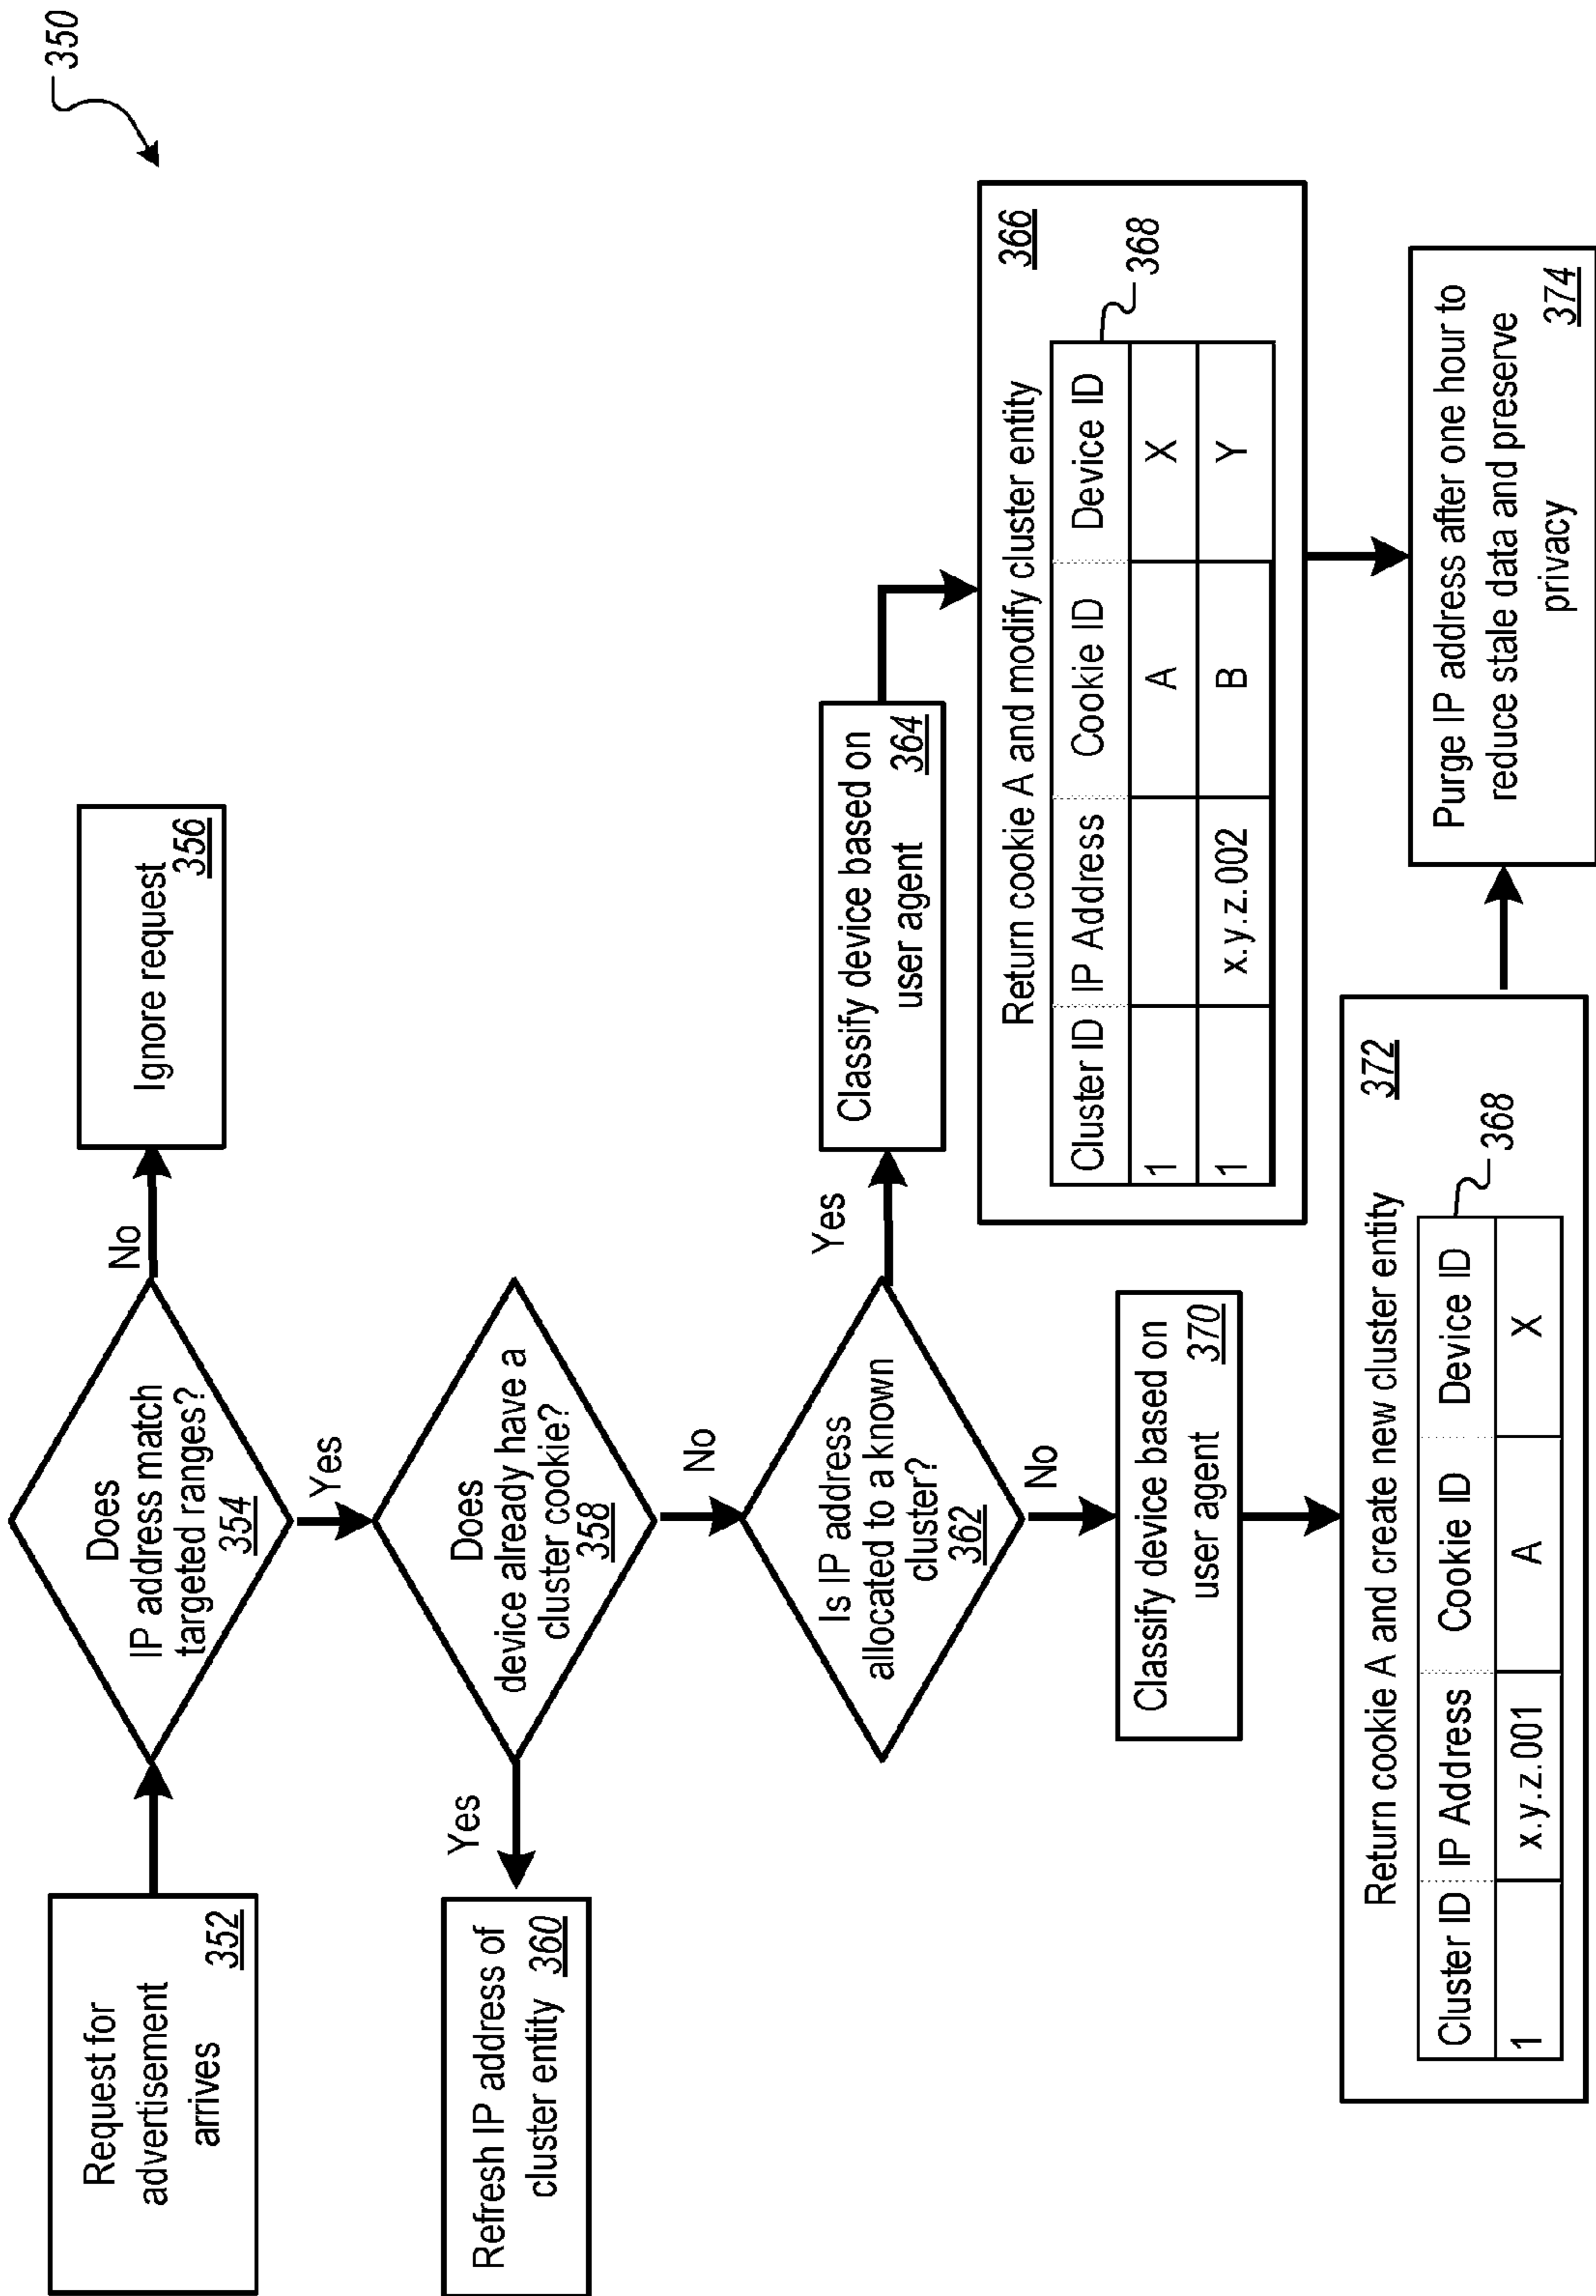 350
Request for
advertisement
arrives
352
Does
IP address match
targeted ranges?
354
No
Ignore request
356
Yes
Does
device already have a
cluster cookie?
358
Yes
Refresh IP address of
cluster entity 360
No
Is IP address
allocated to a known
cluster?
362
Yes
Classify device based on
user agent 364
Return cookie A and modify cluster entity 366
Cluster ID IP Address Cookie ID Device ID
1 A X
1 x.y.z.002 B Y
368
No
Classify device based on
user agent 370
Return cookie A and create new cluster entity 372
Cluster ID IP Address Cookie ID Device ID
1 x.y.z.001 A X
368
Purge IP address after one hour to
reduce stale data and preserve
privacy 374